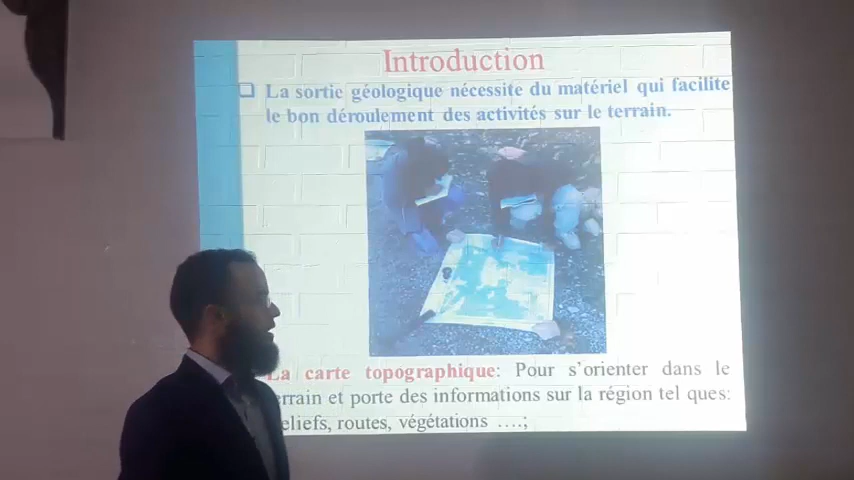 Introduction
La sortie géologique nécessite du matériel qui facilite
le bon déroulement des activités sur le terrain.
La carte topographique: Pour s'orienter dans le
errain et porte des informations sur la région tel ques:
eliefs, routes, végétations ….;